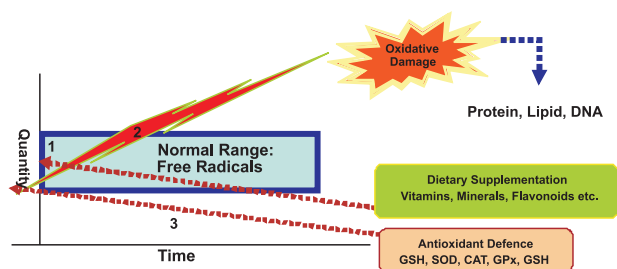 Oxidative
Damage
Protein, Lipid, DNA
Quantity
1
2
Normal Range:
Free Radicals
3
Time
Dietary Supplementation
Vitamins, Minerals, Flavonoids etc.
Antioxidant Defence
GSH, SOD, CAT, GPx, GSH